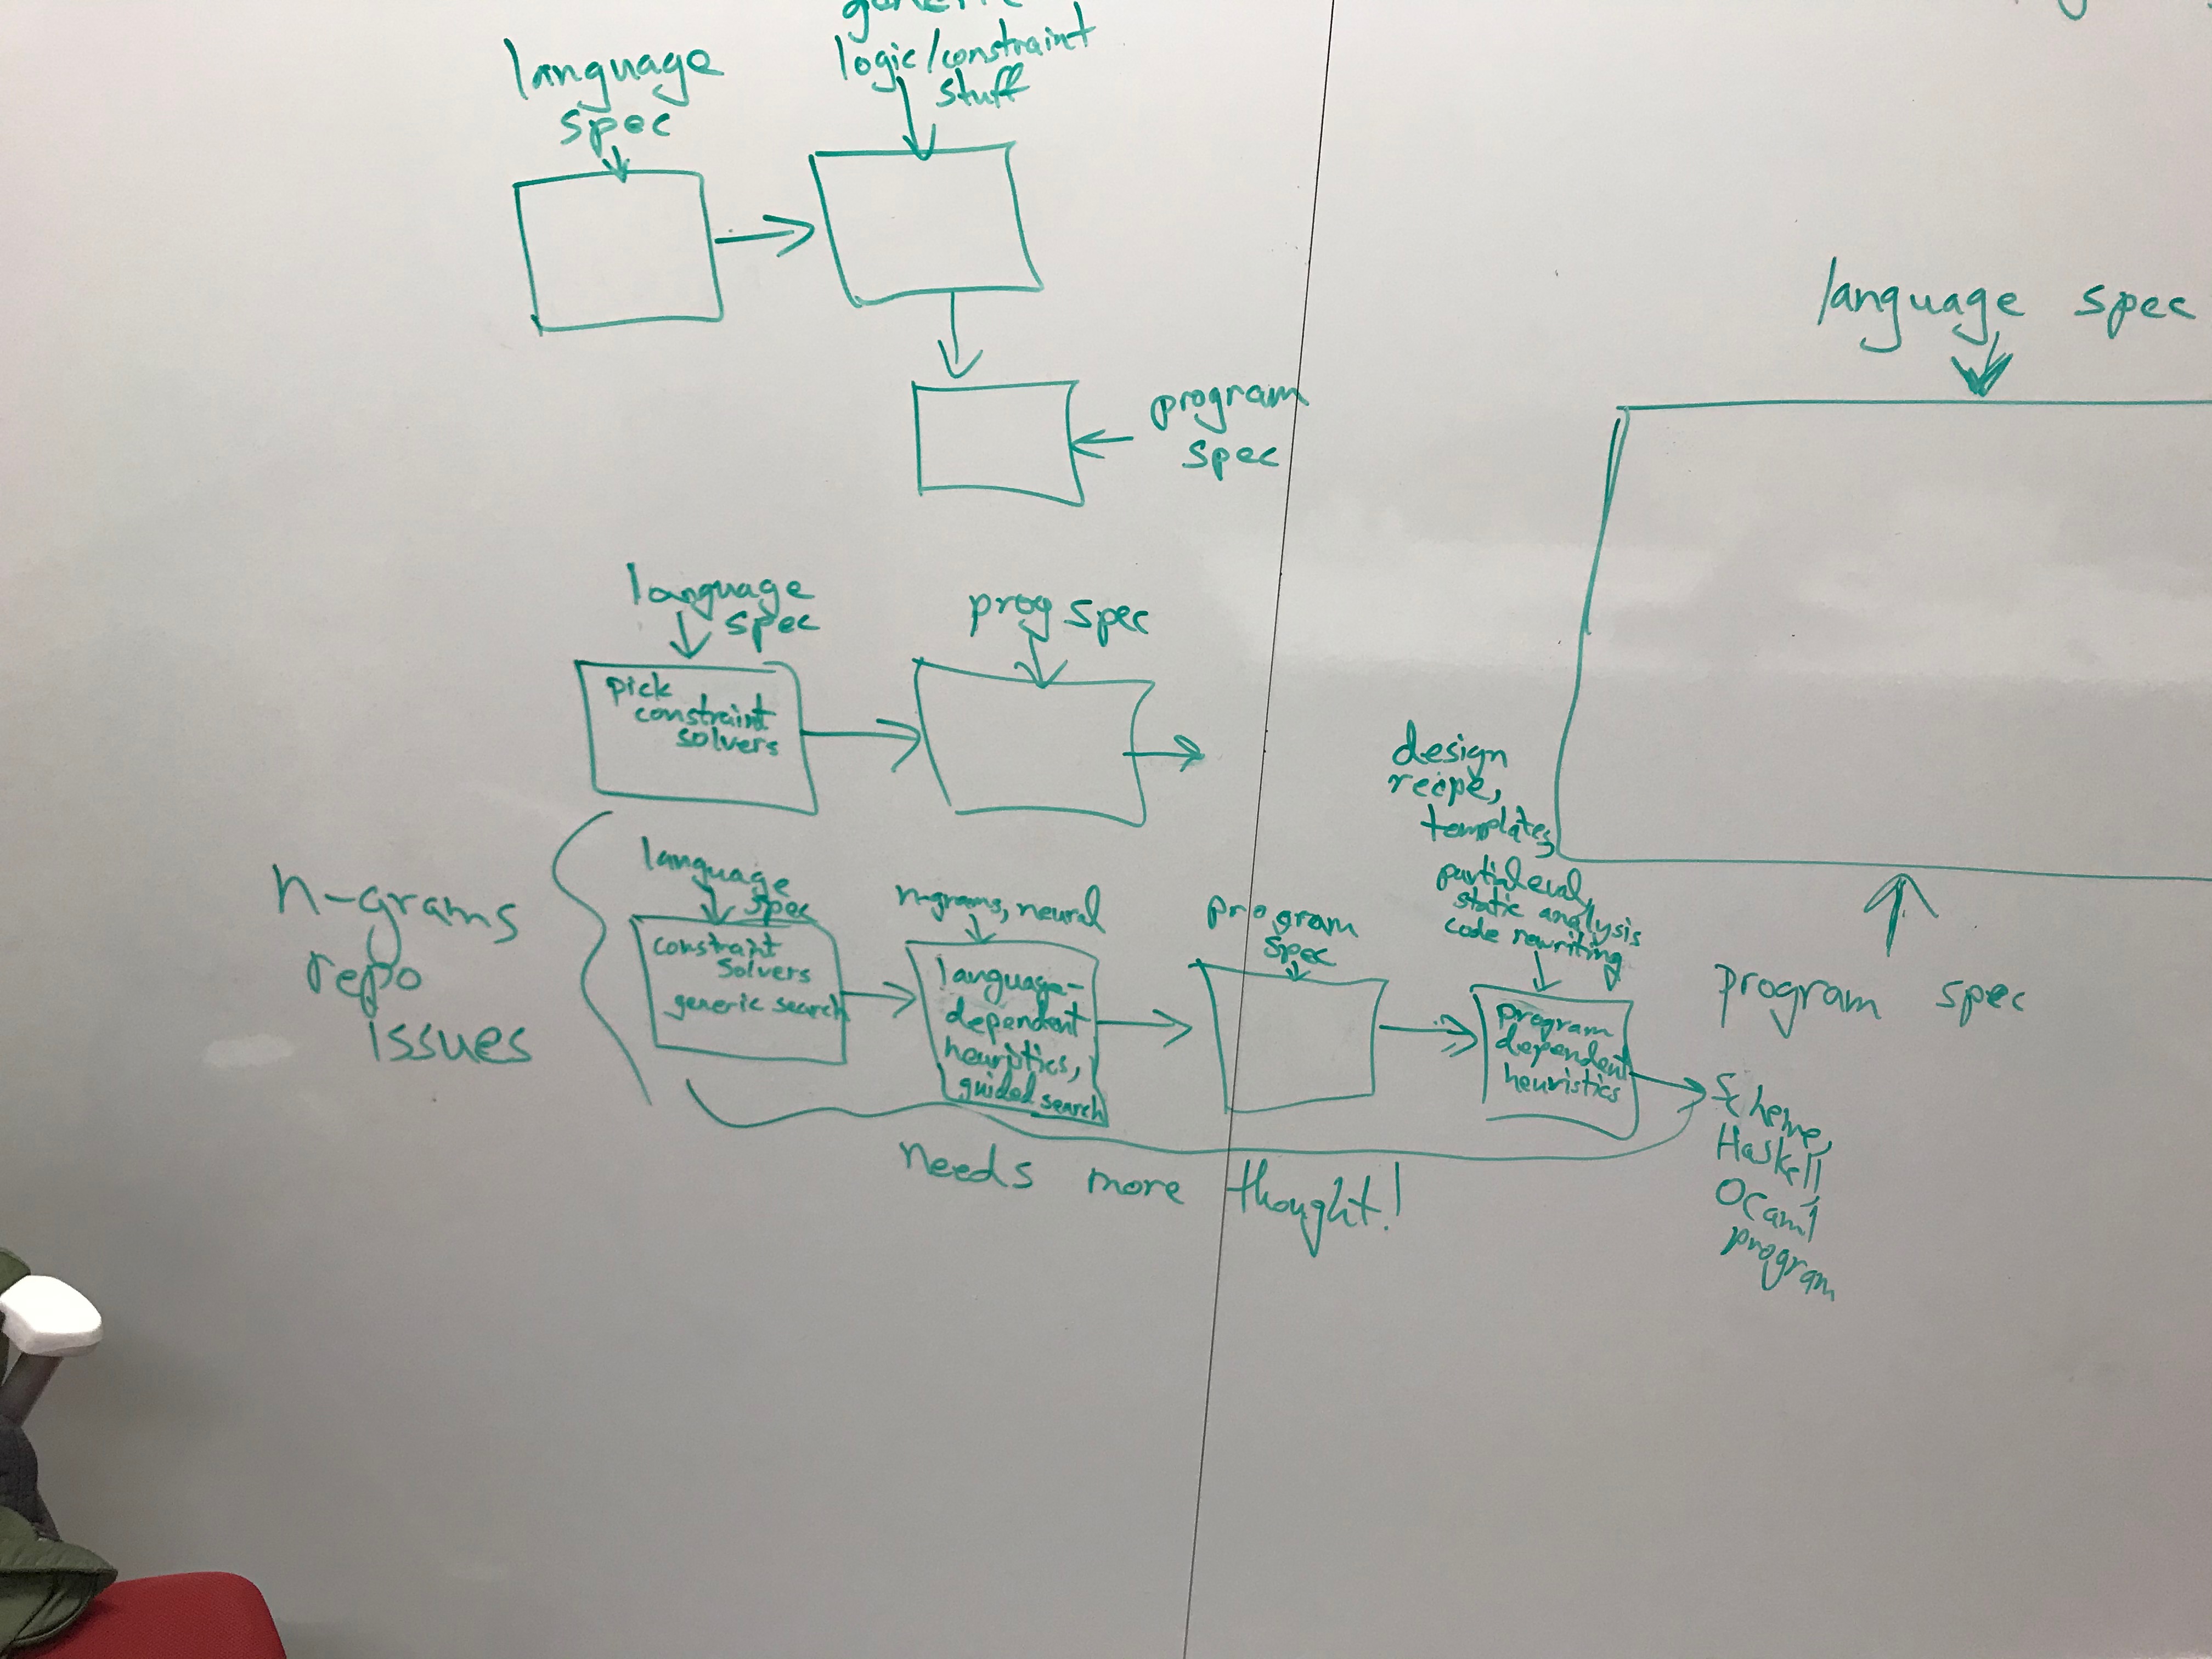 language
spec
logic/constraint
stuff
program
spec
language
spec
prog spec
pick
constraint
solvers
n-grams
repo
issues
language
spec
constraint
solvers
generic search
n-grams, neural
language-
dependent
heuristics,
guided search
program
spec
design
recipe,
templates,
partial eval,
static analysis
code rewriting
program
dependent
heuristics
Scheme,
Haskell,
OCaml
program
needs more thought!
language spec
program spec